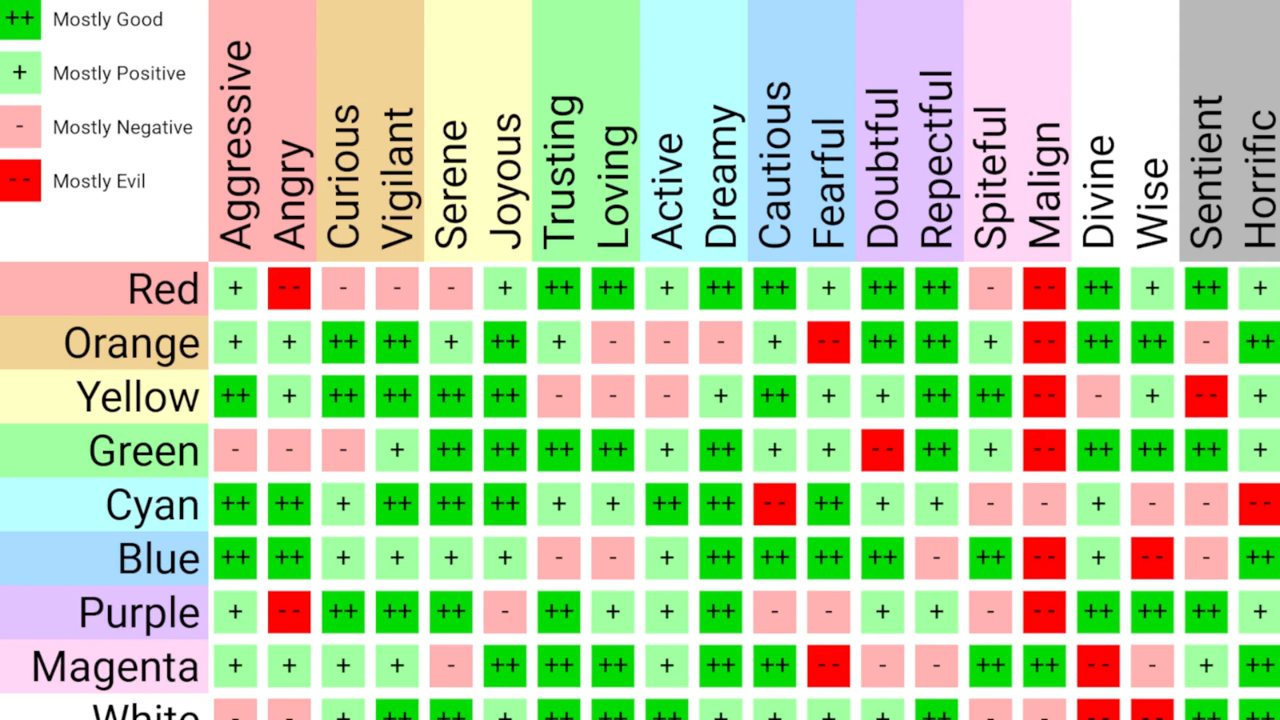 ++ Mostly Good
+ Mostly Positive
- Mostly Negative
-- Mostly Evil
Aggressive Angry Curious Vigilant Serene Joyous Trusting Loving Active Dreamy Cautious Fearful Doubtful Repectful Spiteful Malign Divine Wise Sentient Horrific
Red + -- - - - + ++ ++ + ++ ++ + ++ ++ - -- ++ + ++ +
Orange + + ++ ++ + ++ + - - - + -- ++ ++ + -- ++ ++ - ++
Yellow ++ + ++ ++ ++ ++ - - - + ++ + + ++ ++ -- - + -- +
Green - - - + ++ ++ ++ ++ + ++ + + -- ++ + -- ++ ++ ++ +
Cyan ++ ++ + ++ ++ ++ + + ++ ++ -- ++ + + - - + - - --
Blue ++ ++ + + + + - - + ++ ++ ++ ++ - ++ -- + -- - ++
Purple + -- ++ ++ ++ - ++ + + ++ - - + + - -- ++ ++ ++ +
Magenta + + + + - ++ ++ ++ + ++ ++ -- - - ++ ++ -- - + ++
White